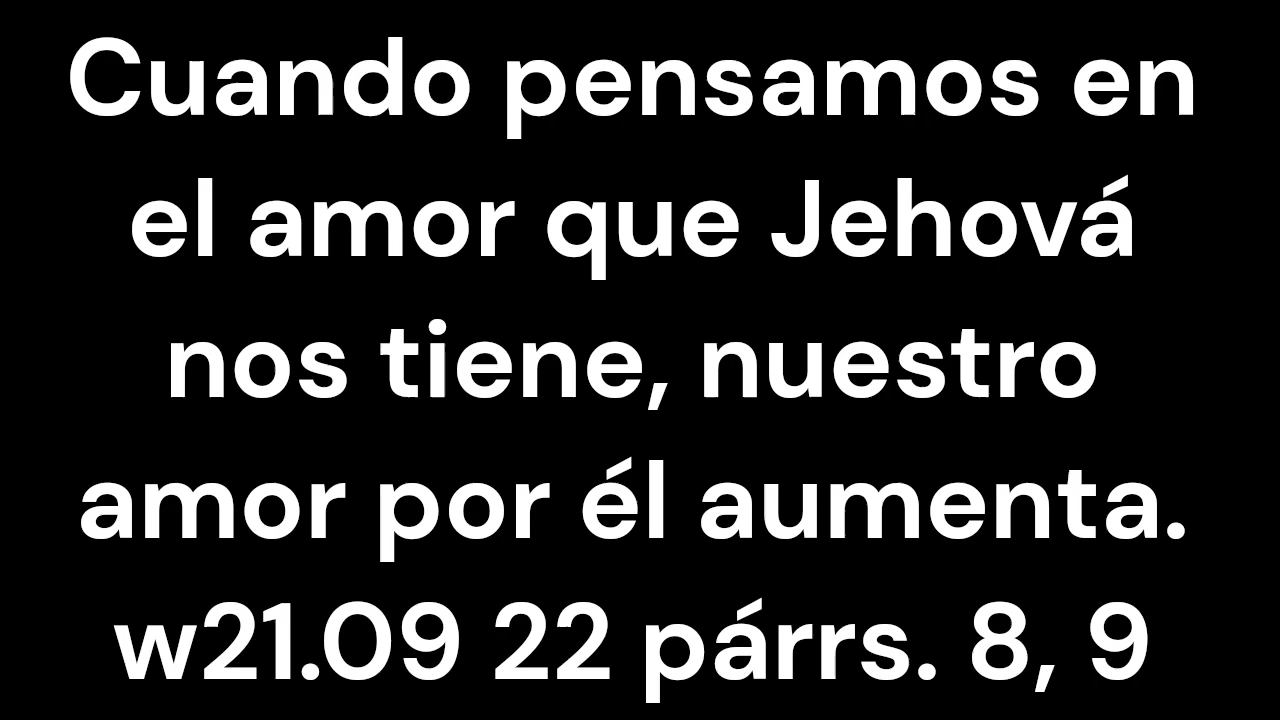 Cuando pensamos en
el amor que Jehová
nos tiene, nuestro
amor por él aumenta.
w21.09 22 párrs. 8, 9